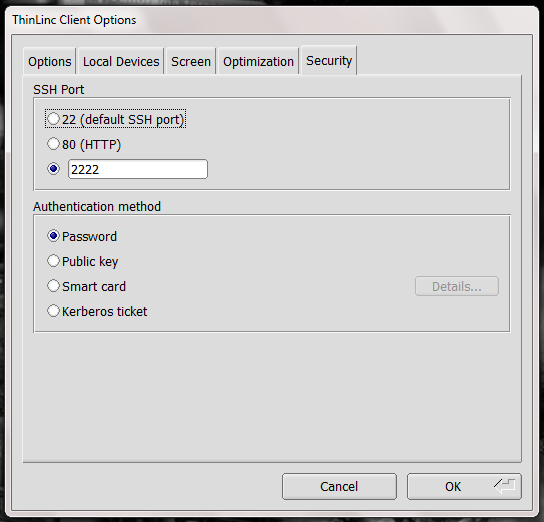 ThinLinc Client Options
Options Local Devices Screen Optimization Security
SSH Port
22 (default SSH port)
80 (HTTP)
2222
Authentication method
Password
Public key
Smart card Details...
Kerberos ticket
Cancel OK